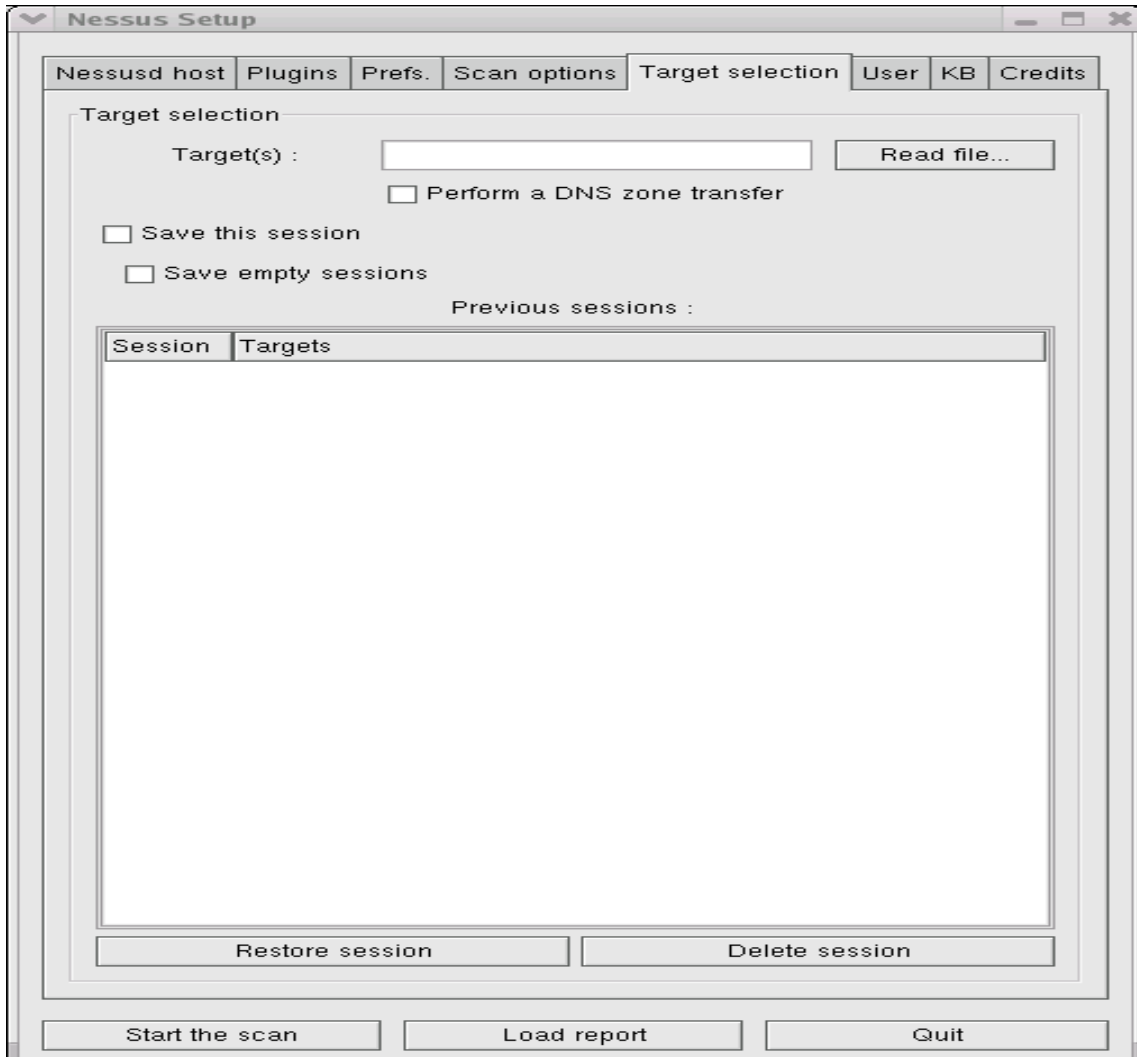 Nessus Setup
Nessusd host Plugins Prefs. Scan options Target selection User KB Credits
Target selection
Target(s) : Read file...
Perform a DNS zone transfer
Save this session
Save empty sessions
Previous sessions :
Session Targets
Restore session Delete session
Start the scan Load report Quit